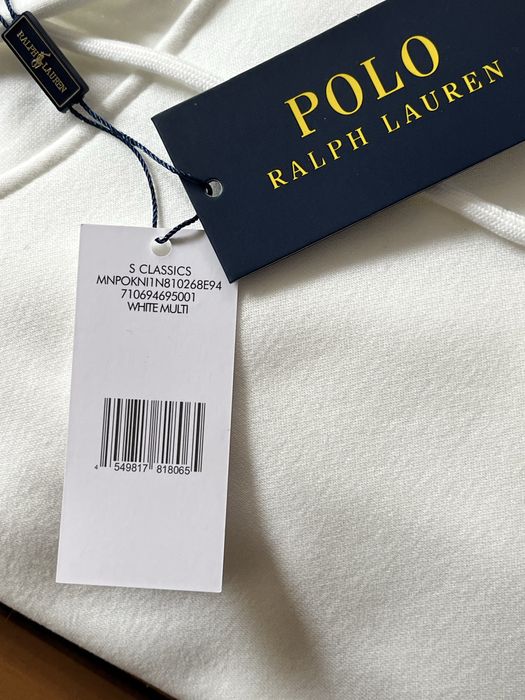 RALPH LAUREN
POLO
RALPH LAUREN
S CLASSICS
MNPOKNI1N810268E94
710694695001
WHITE MULTI
4 549817 818065